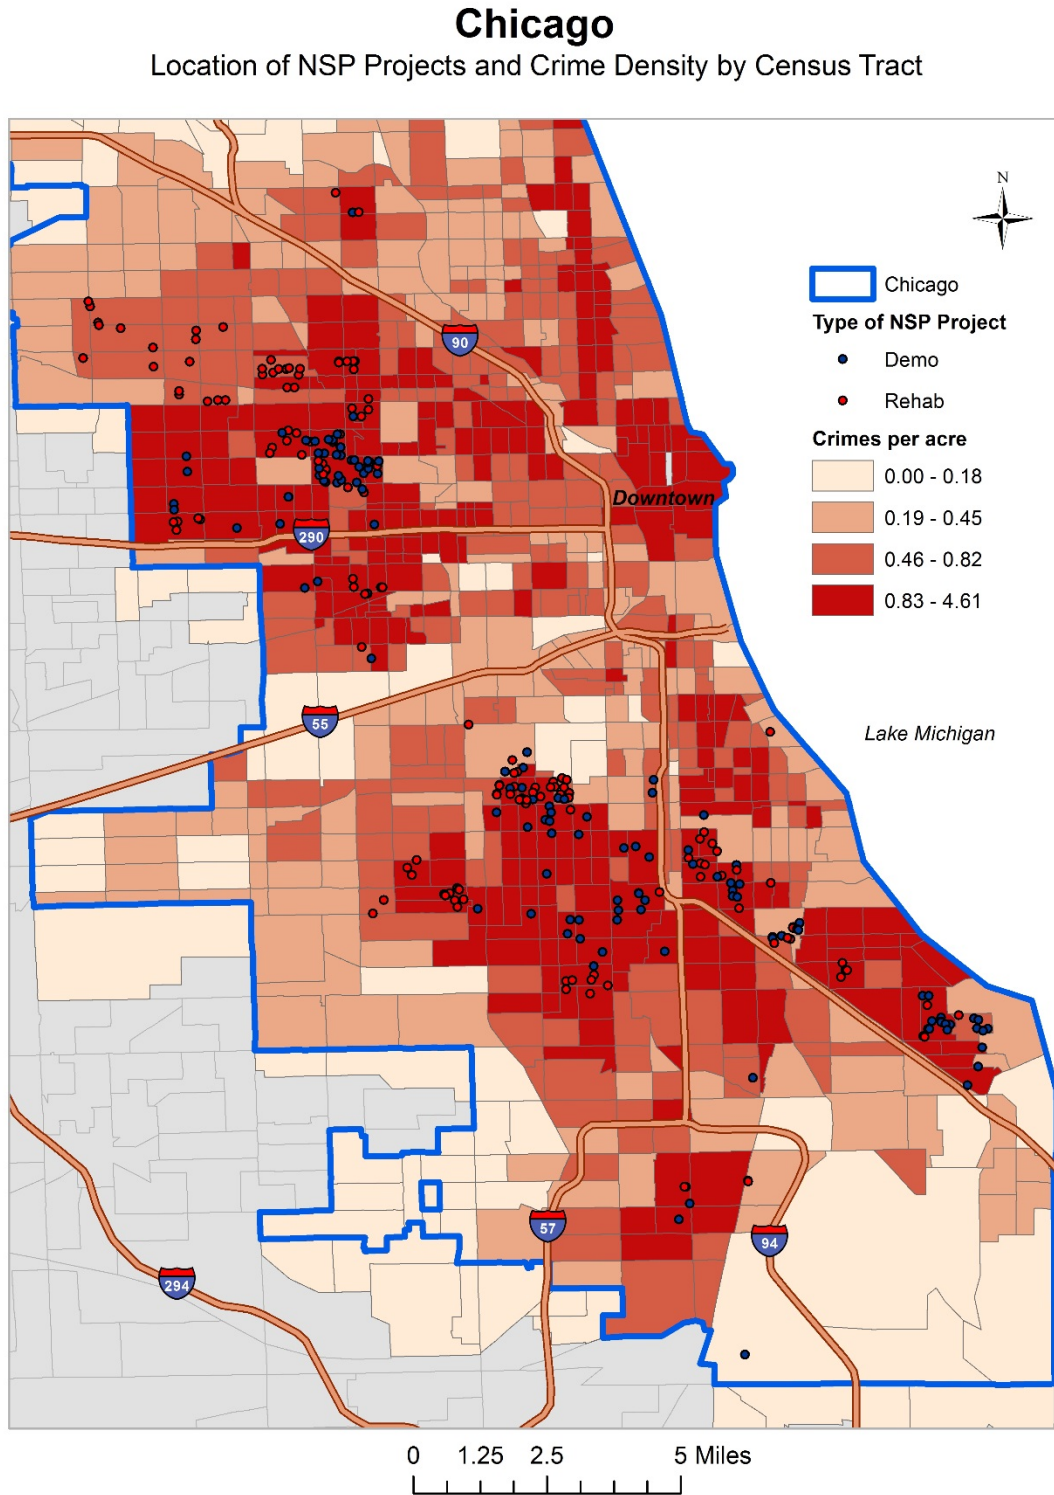 Chicago
Location of NSP Projects and Crime Density by Census Tract
N
Chicago
Type of NSP Project
Demo
Rehab
Crimes per acre
0.00 - 0.18
0.19 - 0.45
0.46 - 0.82
0.83 - 4.61
90
Downtown
290
55
Lake Michigan
57
94
294
0 1.25 2.5 5 Miles